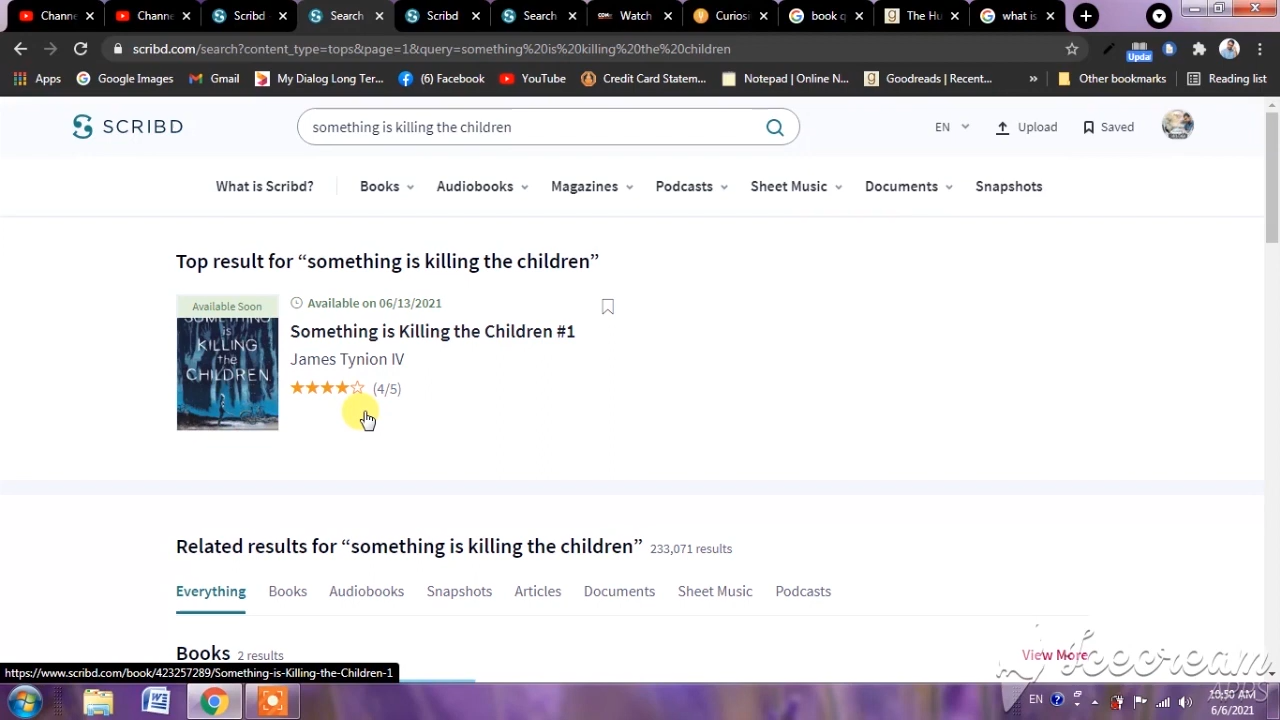 Channe
Channe
Scribd
Search
Scribd
Search
Watch
Curiosi
book q
The Hu
what is
scribd.com/search?content_type=tops&page=1&query=something%20is%20killing%20the%20children
Updat
Apps
Google Images
Gmail
My Dialog Long Ter...
(6) Facebook
YouTube
Credit Card Statem...
Notepad | Online N...
Goodreads | Recent...
»
Other bookmarks
Reading list
SCRIBD
something is killing the children
EN
Upload
Saved
What is Scribd?
Books
Audiobooks
Magazines
Podcasts
Sheet Music
Documents
Snapshots
Top result for “something is killing the children”
Available Soon
SOMETHING
is
KILLING
the
CHILDREN
Available on 06/13/2021
Something is Killing the Children #1
James Tynion IV
(4/5)
Related results for “something is killing the children” 233,071 results
Everything
Books
Audiobooks
Snapshots
Articles
Documents
Sheet Music
Podcasts
Books 2 results
View More
https://www.scribd.com/book/423257289/Something-is-Killing-the-Children-1
Icecream
APPS
EN
10:50 AM
6/6/2021